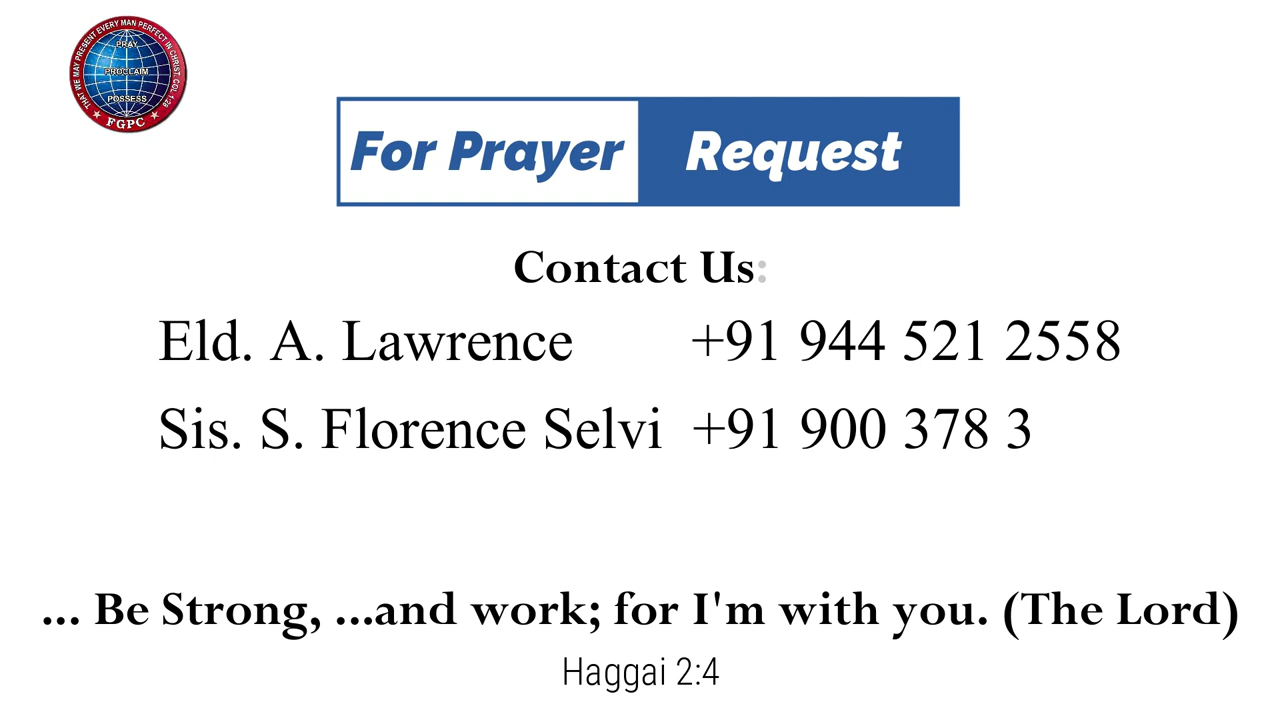 THAT WE MAY PRESENT EVERY MAN PERFECT IN CHRIST. COL 1:28
PRAY
PROCLAIM
POSSESS
FGPC
For Prayer Request
Contact Us:
Eld. A. Lawrence +91 944 521 2558
Sis. S. Florence Selvi +91 900 378 3
... Be Strong, ...and work; for I'm with you. (The Lord)
Haggai 2:4